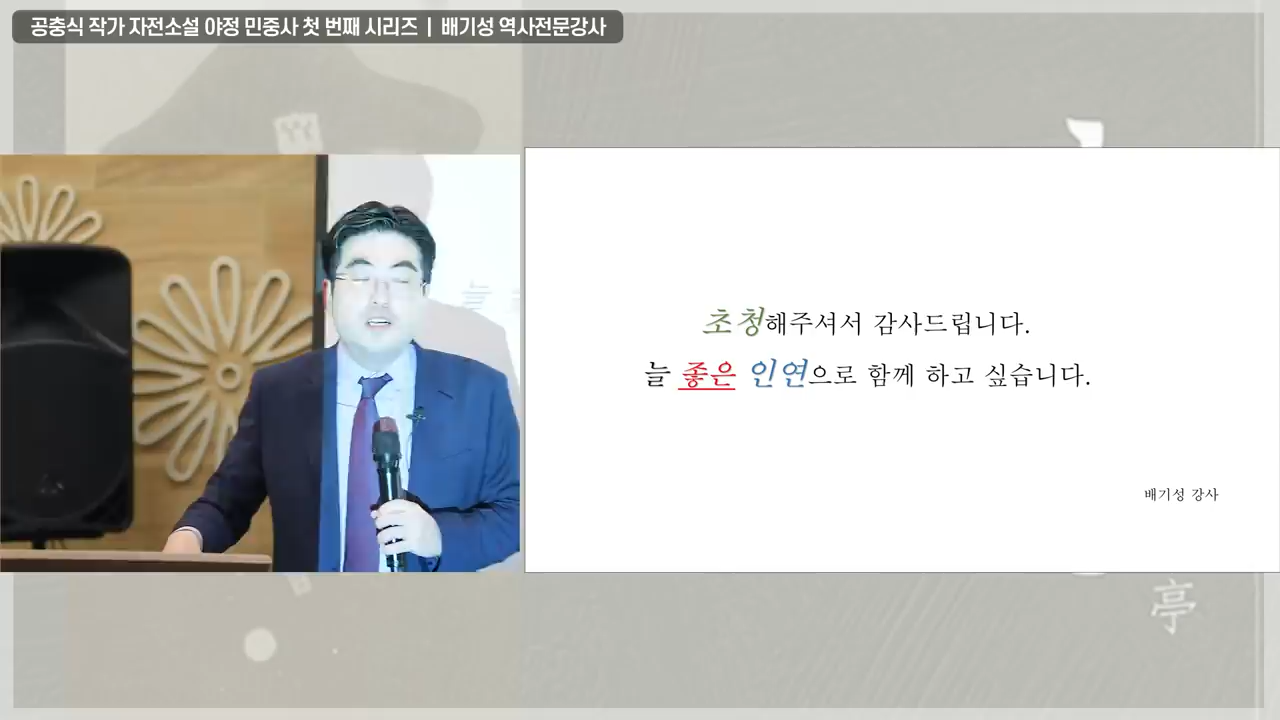 공충식 작가 자전소설 야정 민중사 첫 번째 시리즈 | 배기성 역사전문강사
초청해주셔서 감사드립니다.
늘 좋은 인연으로 함께 하고 싶습니다.
배기성 강사
亭